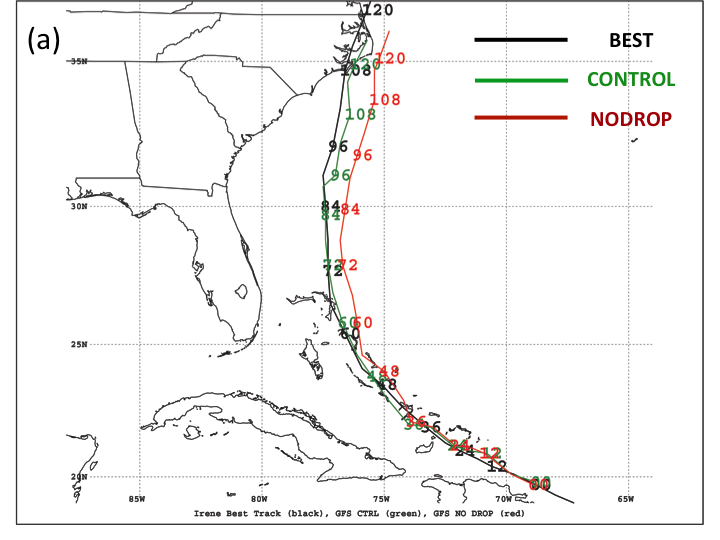 (a)
BEST
CONTROL
NODROP
120
120
120
35N
108
108
108
96
96
96
84
84
84
30N
72
72
72
60
60
60
25N
48
48
48
36
36
36
24
24
12
12
20N
00
00
85W
80W
75W
70W
65W
Irene Best Track (black), GFS CTRL (green), GFS NO DROP (red)